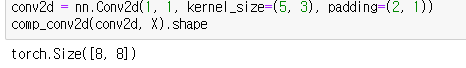 conv2d = nn.Conv2d(1, 1, kernel_size=(5, 3), padding=(2, 1))
comp_conv2d(conv2d, X).shape
torch.Size([8, 8])